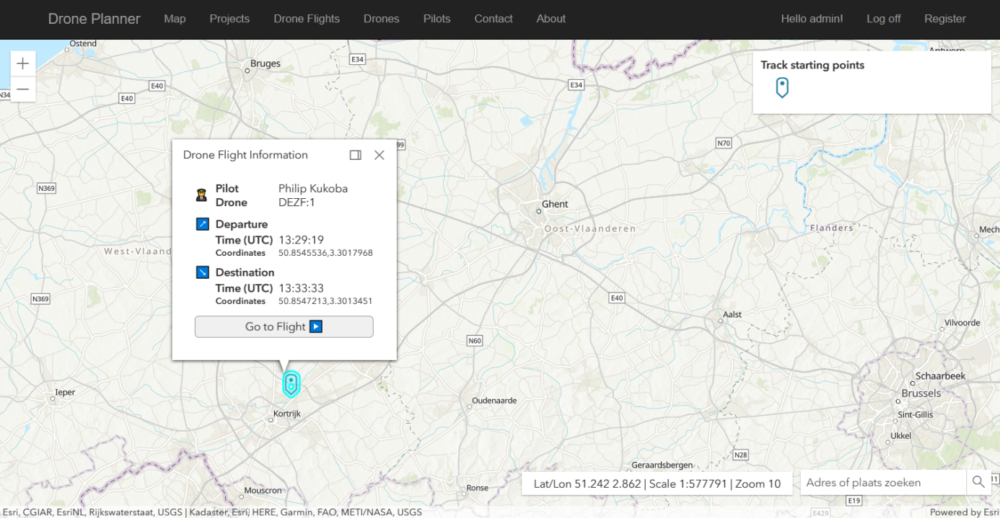 Drone Planner Map Projects Drone Flights Drones Pilots Contact About Hello admin! Log off Register
Ostend
Bruges
E34
E40
E40
E34
Track starting points
N70
Drone Flight Information
Pilot Philip Kukoba
Drone DEZF:1
Departure
Time (UTC) 13:29:19
Coordinates 50.8545536,3.3017968
Destination
Time (UTC) 13:33:33
Coordinates 50.8547213,3.3013451
Go to Flight
N369
Ghent
Oost-Vlaanderen
Flanders
Mech
West-Vlaand
N369
E40
Aalst
Vilvoorde
N60
Schaarbeek
Brussels
Ieper
Oudenaarde
Kortrijk
Sint-Gillis
Ukkel
N28
Geraardsbergen
Lat/Lon 51.242 2.862 | Scale 1:577791 | Zoom 10
Adres of plaats zoeken
Ronse
Mouscron
E19
E429
Esri, CGIAR, EsriNL, Rijkswaterstaat, USGS | Kadaster, Esri, HERE, Garmin, FAO, METI/NASA, USGS
Powered by Esri